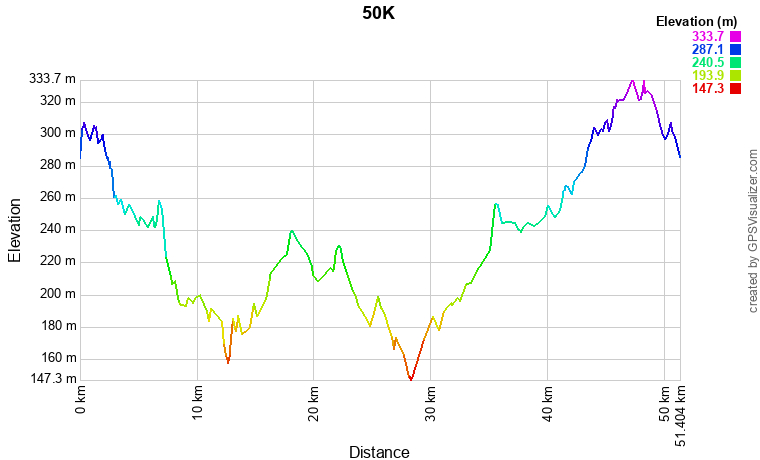 50K
Elevation (m)
333.7
287.1
240.5
193.9
147.3
333.7 m
320 m
300 m
280 m
260 m
240 m
220 m
200 m
180 m
160 m
147.3 m
Elevation
0 km
10 km
20 km
30 km
40 km
50 km
51.404 km
Distance
created by GPSVisualizer.com